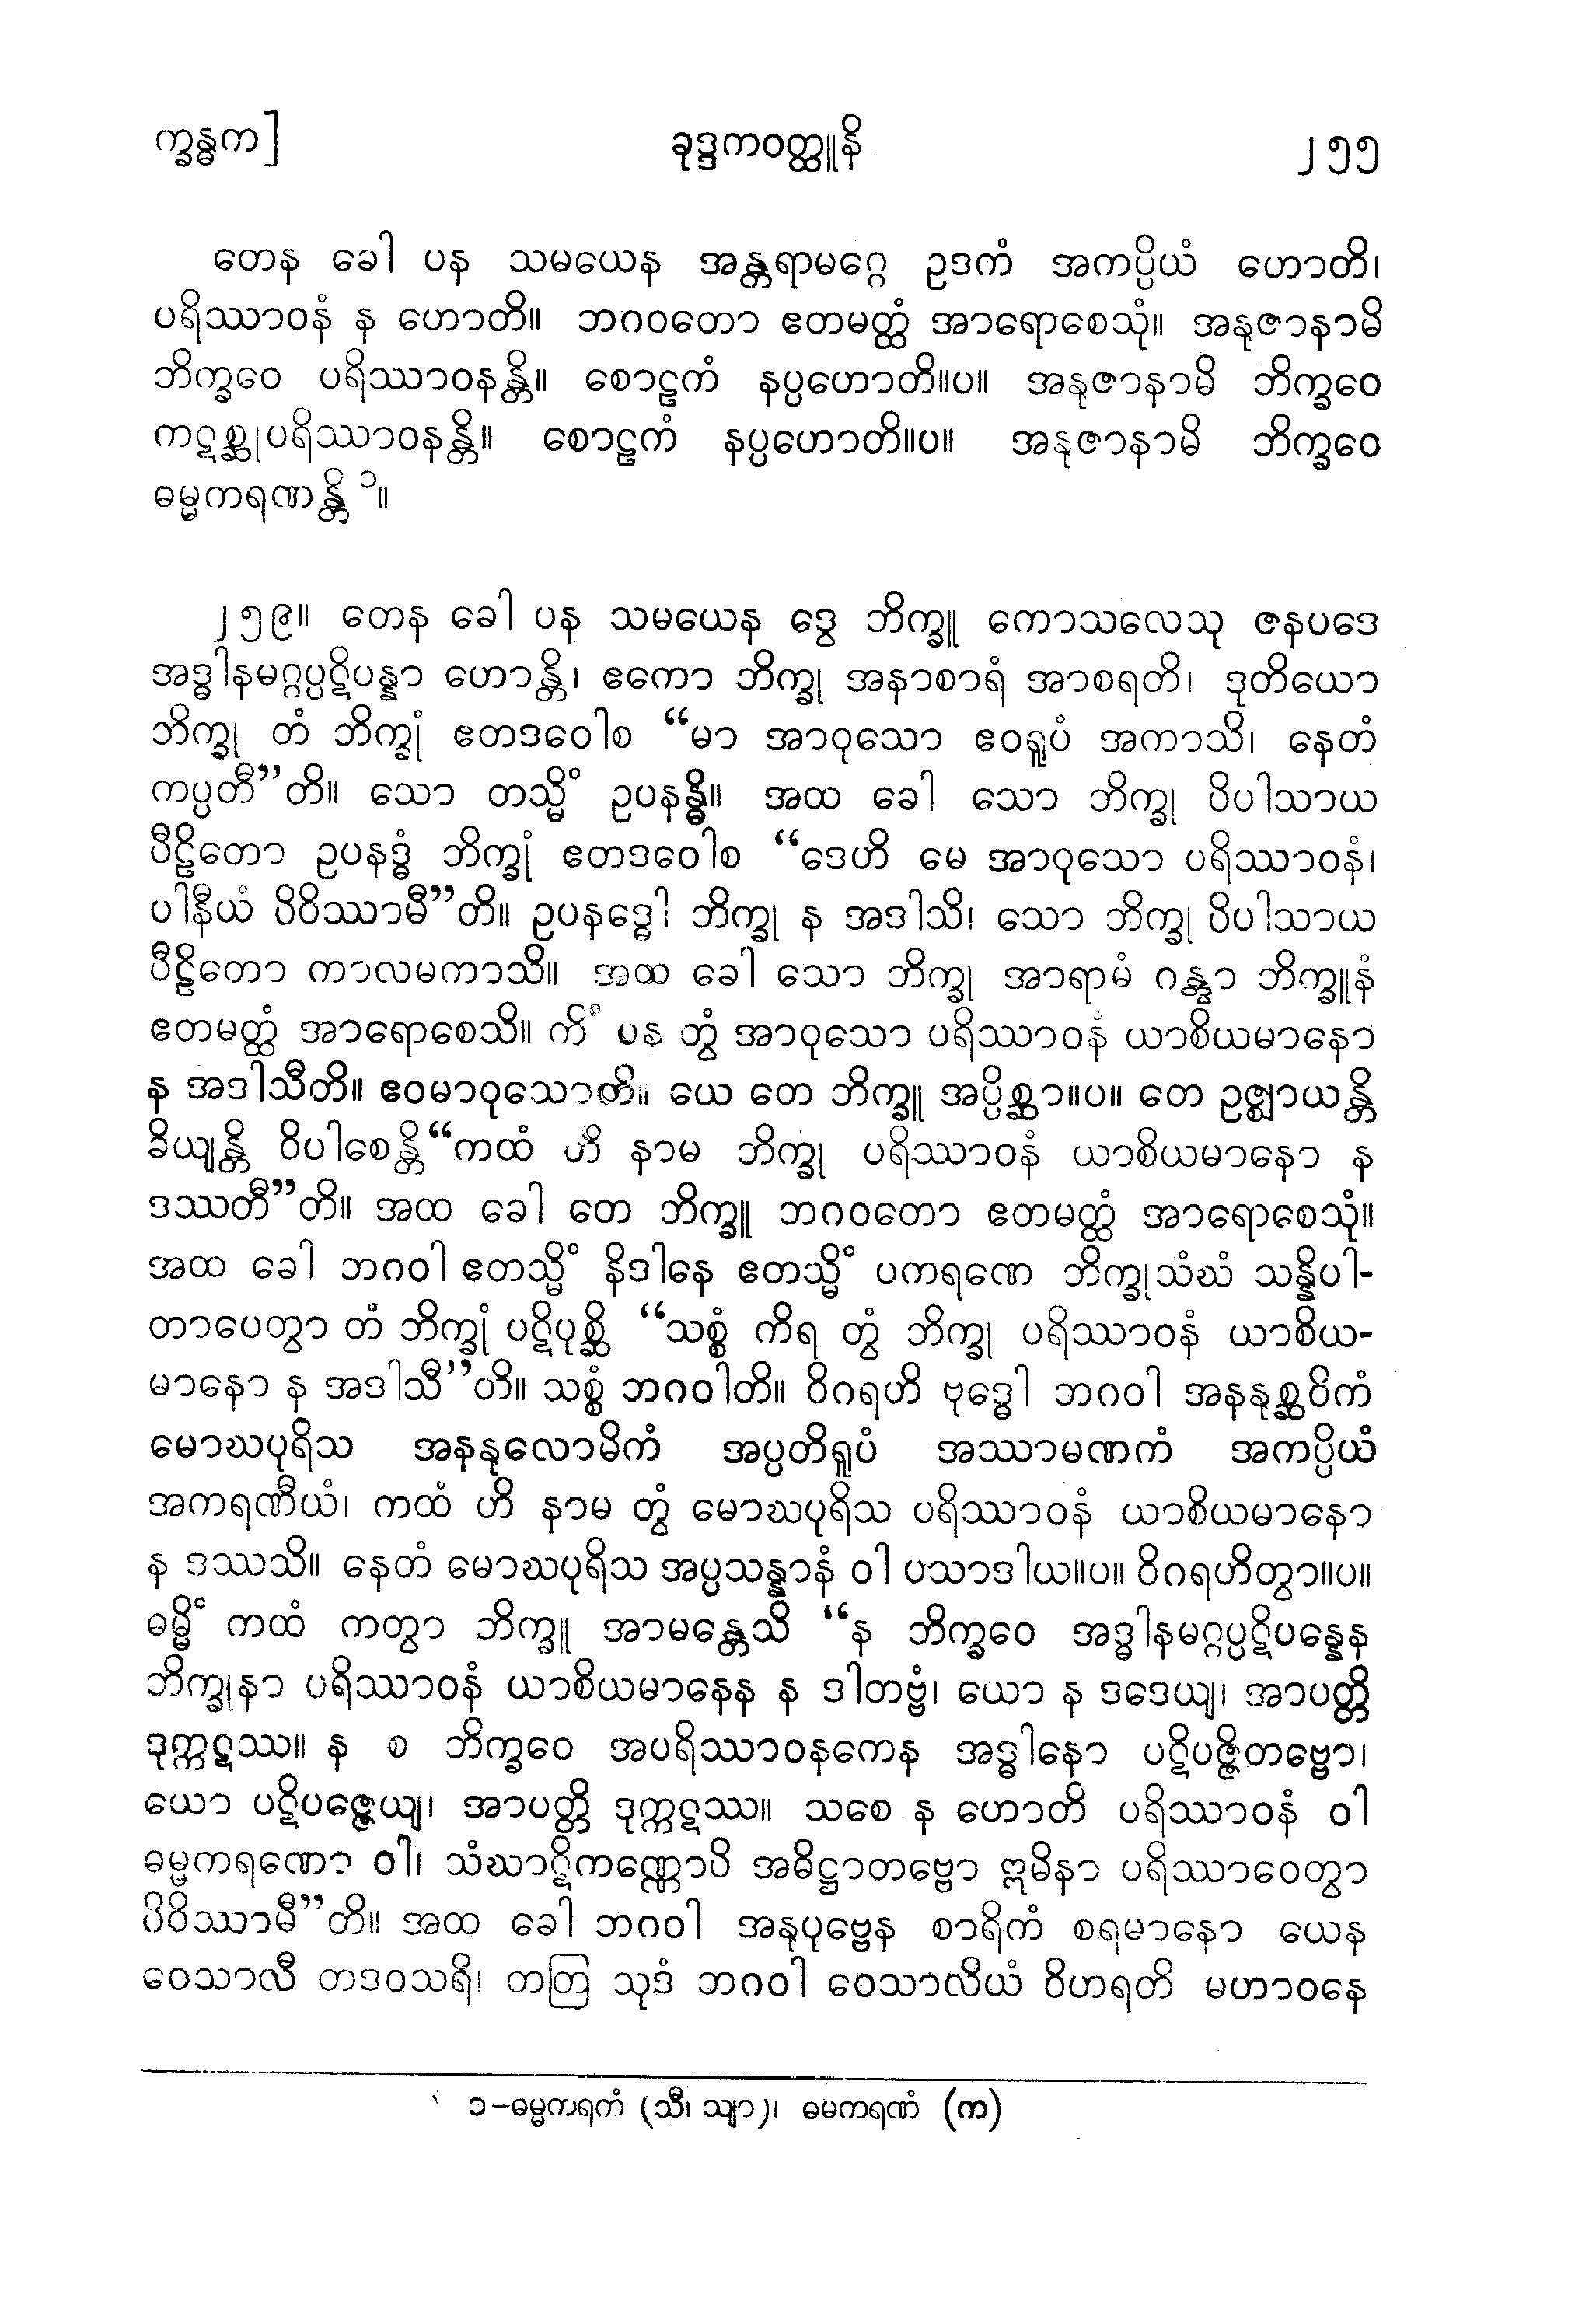 က္ခန္ဓက]
ခုဒ္ဒကဝတ္ထူနိ
၂၅၅
တေန ခေါ ပန သမယေန အန္တရာမဂ္ဂေ ဥဒကံ အကပ္ပိယံ ဟောတိ၊
ပရိဿာဝနံ န ဟောတိ။ ဘဂဝတော ဧတမတ္ထံ အာရောစေသုံ။ အနုဇာနာမိ
ဘိက္ခဝေ ပရိဿာဝနန္တိ။ စောဠကံ နပ္ပဟောတိ။ပ။ အနုဇာနာမိ ဘိက္ခဝေ
ကဋစ္ဆုပရိဿာဝနန္တိ။ စောဠကံ နပ္ပဟောတိ။ပ။ အနုဇာနာမိ ဘိက္ခဝေ
ဓမ္မကရဏန္တိ ၁။
၂၅၉။ တေန ခေါ ပန သမယေန ဒွေ ဘိက္ခူ ကောသလေသု ဇနပဒေ
အဒ္ဓါနမဂ္ဂပ္ပဋိပန္နာ ဟောန္တိ၊ ဧကော ဘိက္ခု အနာစာရံ အာစရတိ၊ ဒုတိယော
ဘိက္ခု တံ ဘိက္ခုံ ဧတဒဝေါစ “မာ အာဝုသော ဧဝရူပံ အကာသိ၊ နေတံ
ကပ္ပတီ”တိ။ သော တသ္မိံ ဥပနန္ဓိ။ အထ ခေါ သော ဘိက္ခု ပိပါသာယ
ပီဠိတော ဥပနဒ္ဓံ ဘိက္ခုံ ဧတဒဝေါစ “ဒေဟိ မေ အာဝုသော ပရိဿာဝနံ၊
ပါနီယံ ပိဝိဿာမီ”တိ။ ဥပနဒ္ဓေါ ဘိက္ခု န အဒါသိ၊ သော ဘိက္ခု ပိပါသာယ
ပီဠိတော ကာလမကာသိ။ အထ ခေါ သော ဘိက္ခု အာရာမံ ဂန္တွာ ဘိက္ခူနံ
ဧတမတ္ထံ အာရောစေသိ။ ကိံ ပန တွံ အာဝုသော ပရိဿာဝနံ ယာစိယမာနော
န အဒါသီတိ။ ဧဝမာဝုသောတိ။ ယေ တေ ဘိက္ခူ အပ္ပိစ္ဆာ။ပ။ တေ ဥဇ္ဈာယန္တိ
ခိယျန္တိ ဝိပါစေန္တိ“ကထံ ဟိ နာမ ဘိက္ခု ပရိဿာဝနံ ယာစိယမာနော န
ဒဿတီ”တိ။ အထ ခေါ တေ ဘိက္ခူ ဘဂဝတော ဧတမတ္ထံ အာရောစေသုံ။
အထ ခေါ ဘဂဝါ ဧတသ္မိံ နိဒါနေ ဧတသ္မိံ ပကရဏေ ဘိက္ခုသံဃံ သန္နိပါ-
တာပေတွာ တံ ဘိက္ခုံ ပဋိပုစ္ဆိ “သစ္စံ ကိရ တွံ ဘိက္ခု ပရိဿာဝနံ ယာစိယ-
မာနော န အဒါသီ”တိ။ သစ္စံ ဘဂဝါတိ။ ဝိဂရဟိ ဗုဒ္ဓေါ ဘဂဝါ အနနုစ္ဆဝိကံ
မောဃပုရိသ အနနုလောမိကံ အပ္ပတိရူပံ အဿာမဏကံ အကပ္ပိယံ
အကရဏီယံ၊ ကထံ ဟိ နာမ တွံ မောဃပုရိသ ပရိဿာဝနံ ယာစိယမာနော
န ဒဿသိ။ နေတံ မောဃပုရိသ အပ္ပသန္နာနံ ဝါ ပသာဒါယ။ပ။ ဝိဂရဟိတွာ။ပ။
ဓမ္မိံ ကထံ ကတွာ ဘိက္ခူ အာမန္တေသိ “န ဘိက္ခဝေ အဒ္ဓါနမဂ္ဂပ္ပဋိပန္နေန
ဘိက္ခုနာ ပရိဿာဝနံ ယာစိယမာနေန န ဒါတဗ္ဗံ၊ ယော န ဒဒေယျ၊ အာပတ္တိ
ဒုက္ကဋဿ။ န စ ဘိက္ခဝေ အပရိဿာဝနကေန အဒ္ဓါနော ပဋိပဇ္ဇိတဗ္ဗော၊
ယော ပဋိပဇ္ဇေယျ၊ အာပတ္တိ ဒုက္ကဋဿ။ သစေ န ဟောတိ ပရိဿာဝနံ ဝါ
ဓမ္မကရဏော ဝါ၊ သံဃာဋိကဏ္ဏောပိ အဓိဋ္ဌာတဗ္ဗော ဣမိနာ ပရိဿာဝေတွာ
ပိဝိဿာမီ”တိ။ အထ ခေါ ဘဂဝါ အနုပုဗ္ဗေန စာရိကံ စရမာနော ယေန
ဝေသာလီ တဒဝသရိ၊ တတြ သုဒံ ဘဂဝါ ဝေသာလိယံ ဝိဟရတိ မဟာဝနေ
၁-ဓမ္မကရကံ (သီ၊ သျာ)၊ ဓမကရဏံ (က)